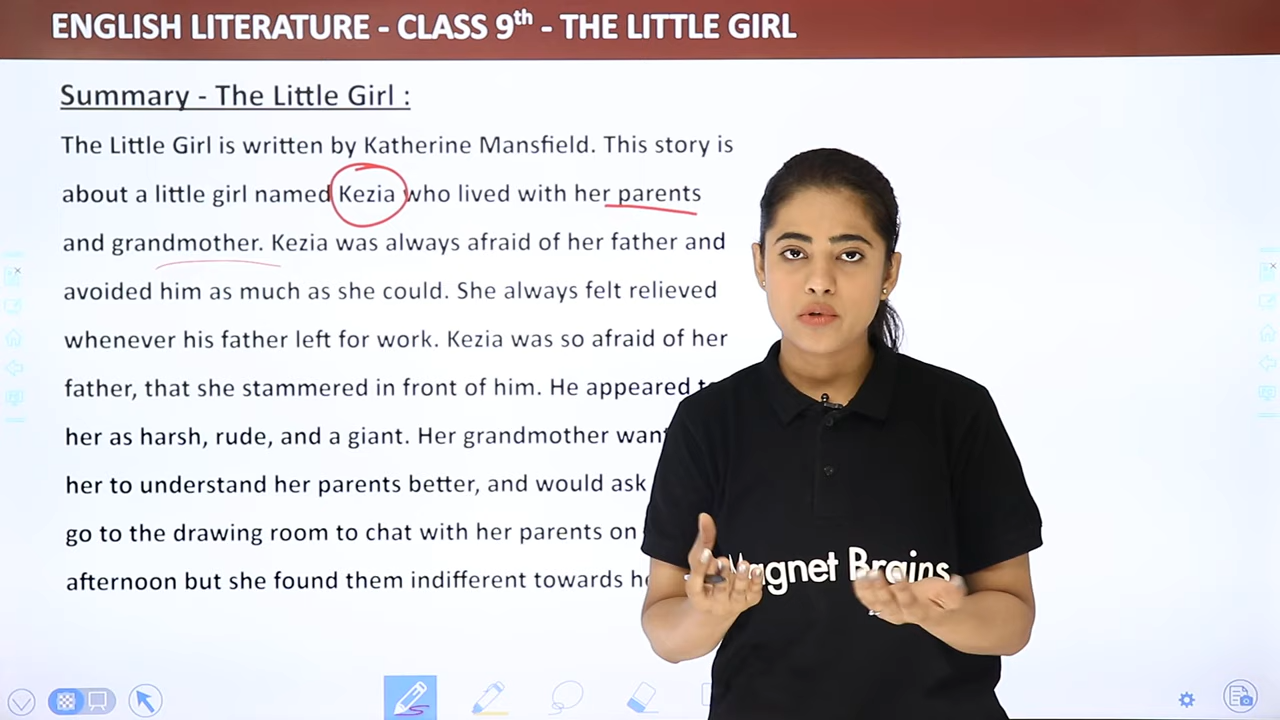 ENGLISH LITERATURE - CLASS 9th - THE LITTLE GIRL
Summary - The Little Girl :
The Little Girl is written by Katherine Mansfield. This story is
about a little girl named Kezia who lived with her parents
and grandmother. Kezia was always afraid of her father and
avoided him as much as she could. She always felt relieved
whenever his father left for work. Kezia was so afraid of her
father, that she stammered in front of him. He appeared
her as harsh, rude, and a giant. Her grandmother
her to understand her parents better, and would ask
go to the drawing room to chat with her parents on
afternoon but she found them indifferent towards
Magnet Brains